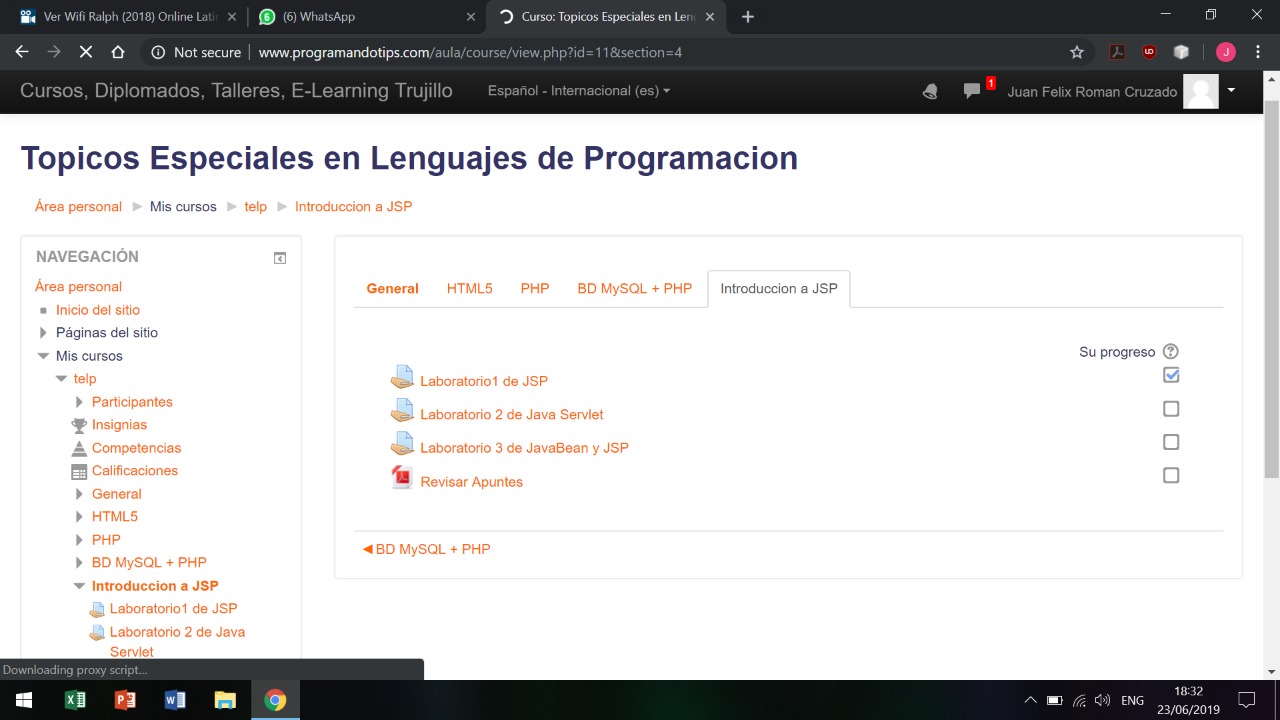 Ver Wifi Ralph (2018) Online Latin
(6) WhatsApp
Curso: Topicos Especiales en Len
Not secure
www.programandotips.com/aula/course/view.php?id=11&section=4
J
Cursos, Diplomados, Talleres, E-Learning Trujillo
Español - Internacional (es)
1
Juan Felix Roman Cruzado
Topicos Especiales en Lenguajes de Programacion
Área personal
Mis cursos
telp
Introduccion a JSP
NAVEGACIÓN
Área personal
Inicio del sitio
Páginas del sitio
Mis cursos
telp
Participantes
Insignias
Competencias
Calificaciones
General
HTML5
PHP
BD MySQL + PHP
Introduccion a JSP
Laboratorio1 de JSP
Laboratorio 2 de Java
Servlet
General
HTML5
PHP
BD MySQL + PHP
Introduccion a JSP
Su progreso
Laboratorio1 de JSP
Laboratorio 2 de Java Servlet
Laboratorio 3 de JavaBean y JSP
Revisar Apuntes
BD MySQL + PHP
Downloading proxy script...
ENG
18:32
23/06/2019